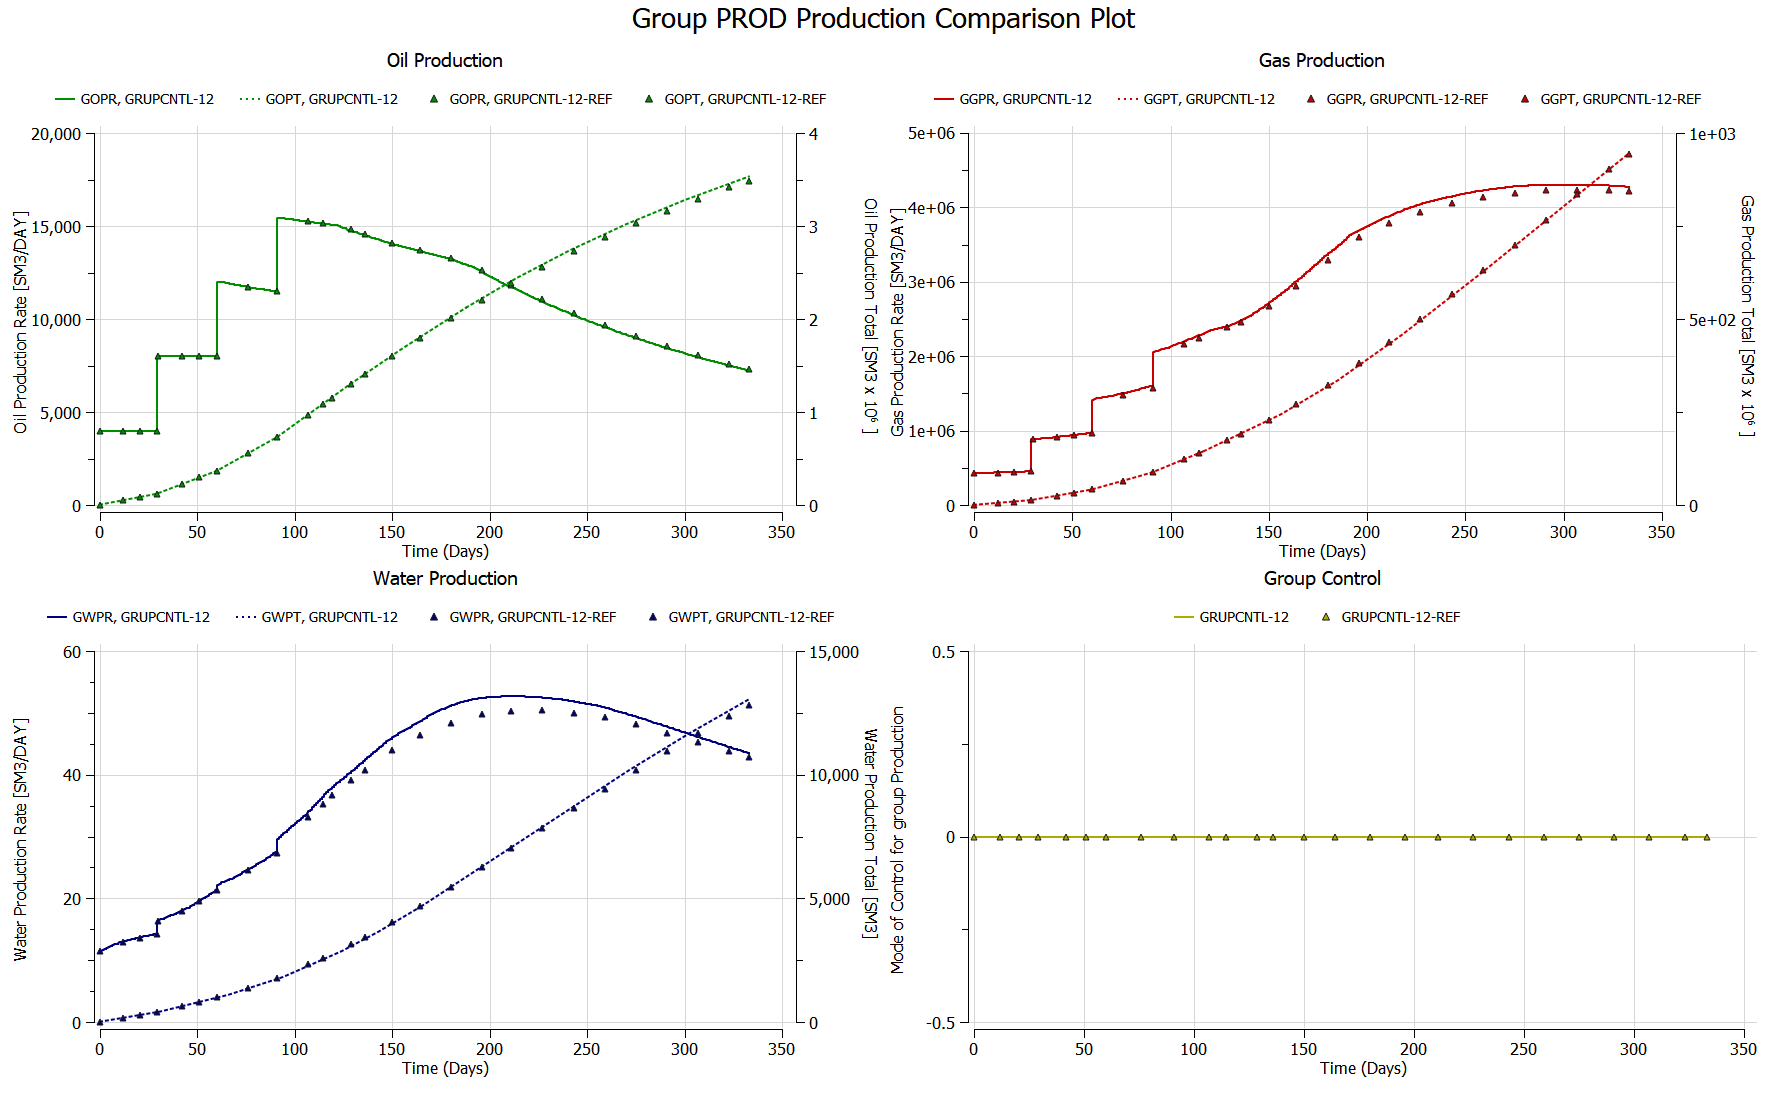 Group PROD Production Comparison Plot
Oil Production
GOPR, GRUPCNTL-12 GOPT, GRUPCNTL-12 GOPR, GRUPCNTL-12-REF GOPT, GRUPCNTL-12-REF
20,000
15,000
10,000
5,000
0
Oil Production Rate [SM3/DAY]
4
3
2
1
0
Oil Production Total [SM3 x 10⁶ ]
0 50 100 150 200 250 300 350
Time (Days)
Gas Production
GGPR, GRUPCNTL-12 GGPT, GRUPCNTL-12 GGPR, GRUPCNTL-12-REF GGPT, GRUPCNTL-12-REF
5e+06
4e+06
3e+06
2e+06
1e+06
0
Gas Production Rate [SM3/DAY]
1e+03
5e+02
0
Gas Production Total [SM3 x 10⁶ ]
0 50 100 150 200 250 300 350
Time (Days)
Water Production
GWPR, GRUPCNTL-12 GWPT, GRUPCNTL-12 GWPR, GRUPCNTL-12-REF GWPT, GRUPCNTL-12-REF
60
40
20
0
Water Production Rate [SM3/DAY]
15,000
10,000
5,000
0
Water Production Total [SM3]
0 50 100 150 200 250 300 350
Time (Days)
Group Control
GRUPCNTL-12 GRUPCNTL-12-REF
0.5
0
-0.5
Mode of Control for group Production
0 50 100 150 200 250 300 350
Time (Days)